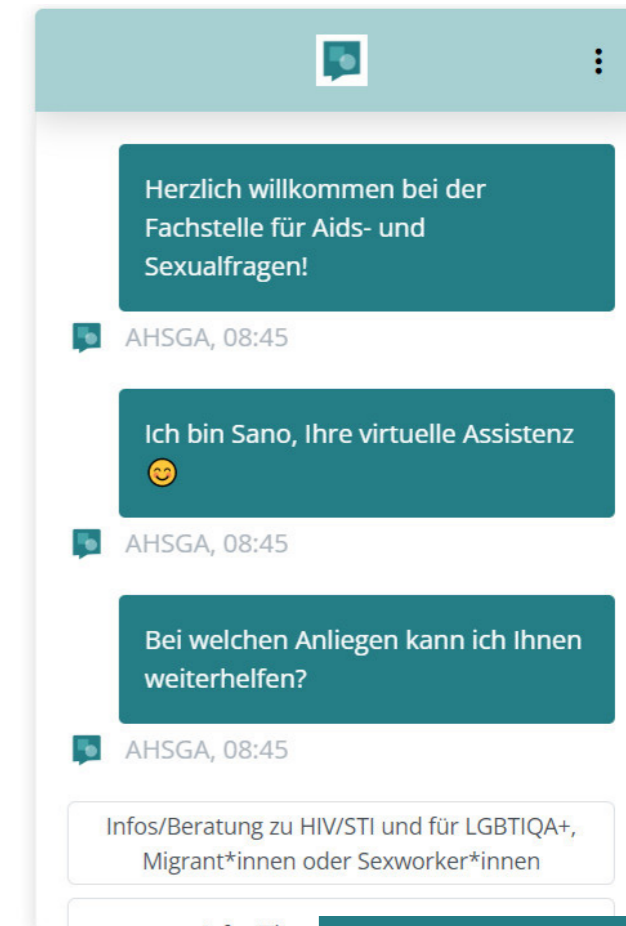 Herzlich willkommen bei der
Fachstelle für Aids- und
Sexualfragen!
AHSGA, 08:45
Ich bin Sano, Ihre virtuelle Assistenz
😊
AHSGA, 08:45
Bei welchen Anliegen kann ich Ihnen
weiterhelfen?
AHSGA, 08:45
Infos/Beratung zu HIV/STI und für LGBTIQA+,
Migrant*innen oder Sexworker*innen